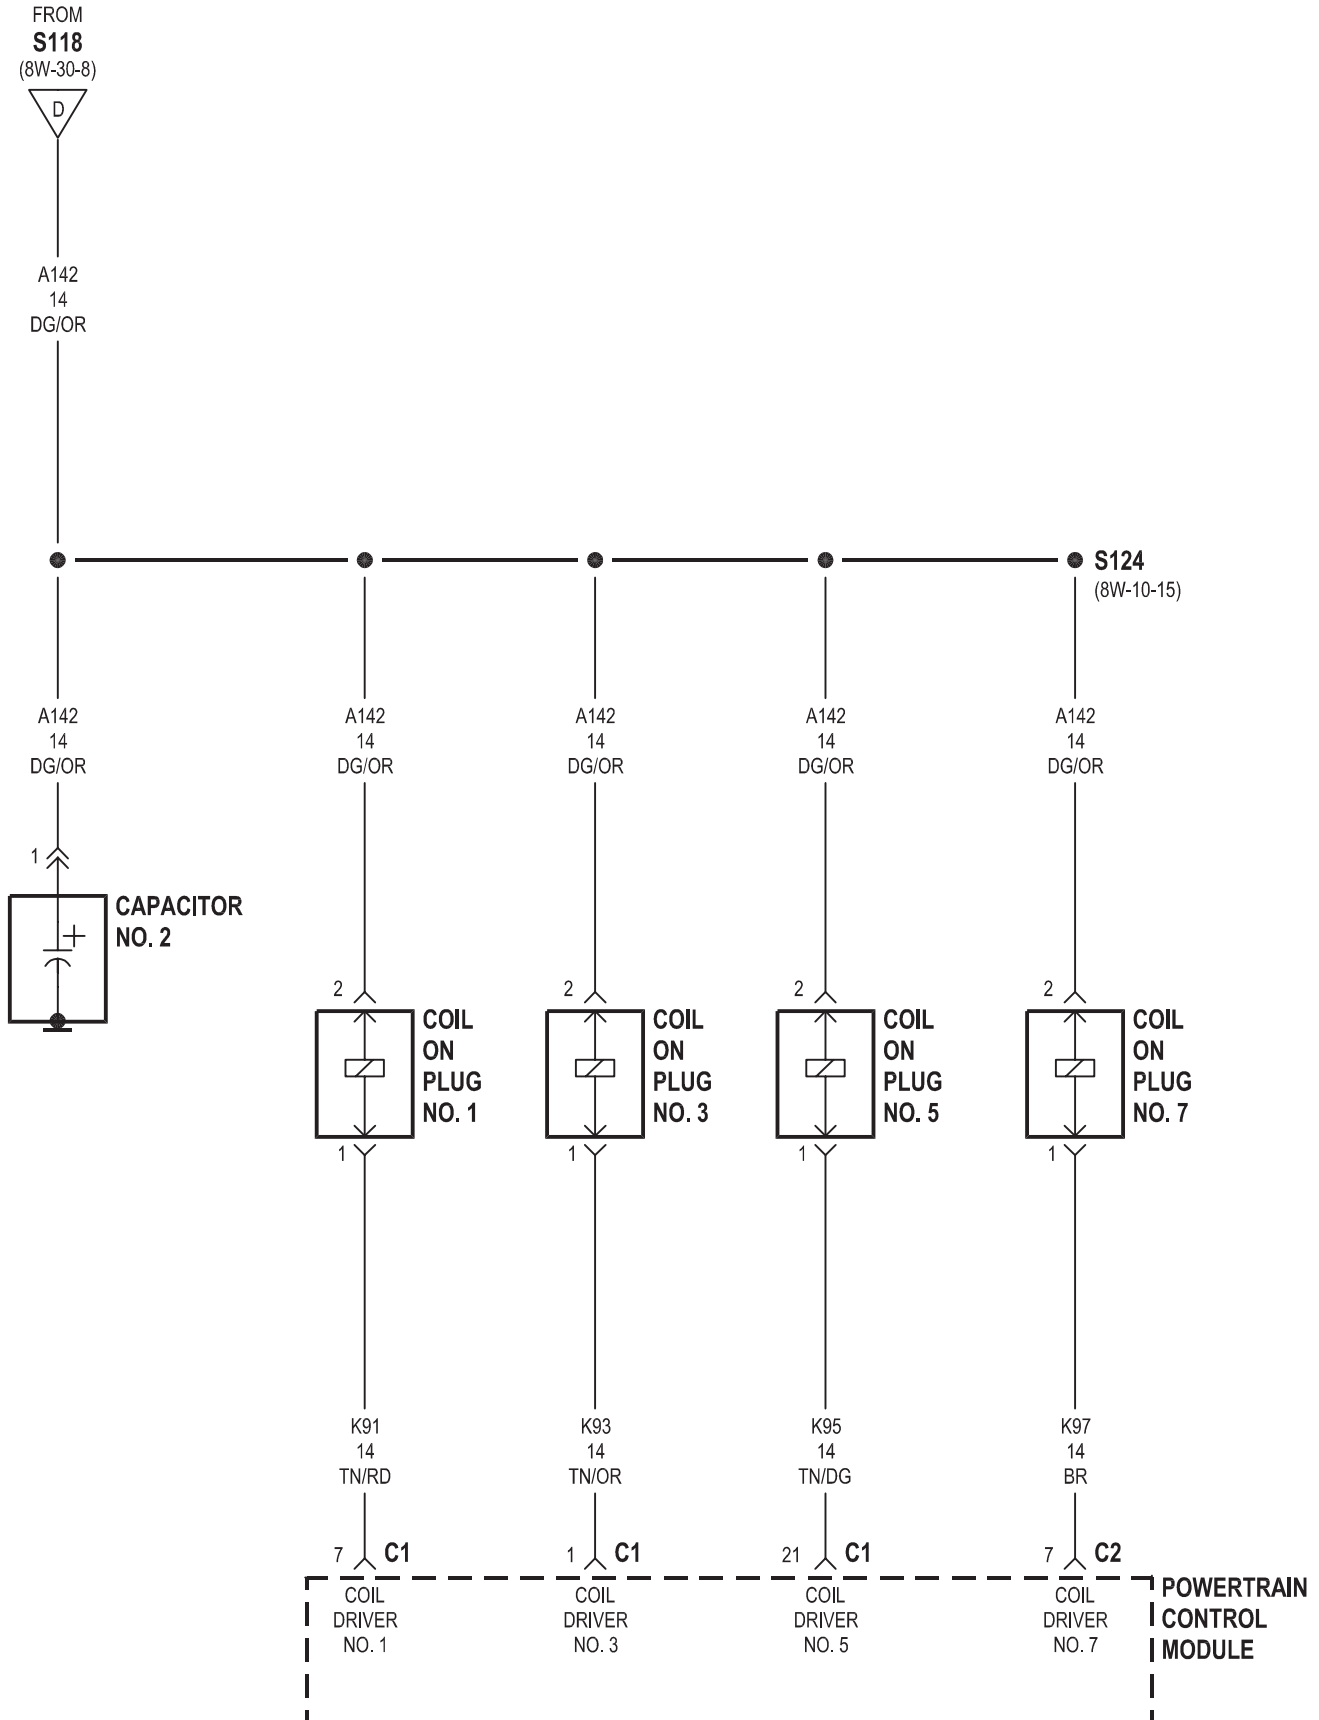 FROM
S118
(8W-30-8)
D
A142
14
DG/OR
S124
(8W-10-15)
A142
14
DG/OR
A142
14
DG/OR
A142
14
DG/OR
A142
14
DG/OR
A142
14
DG/OR
1
CAPACITOR
NO. 2
2
COIL
ON
PLUG
NO. 1
1
2
COIL
ON
PLUG
NO. 3
1
2
COIL
ON
PLUG
NO. 5
1
2
COIL
ON
PLUG
NO. 7
1
K91
14
TN/RD
K93
14
TN/OR
K95
14
TN/DG
K97
14
BR
7 C1
1 C1
21 C1
7 C2
COIL
DRIVER
NO. 1
COIL
DRIVER
NO. 3
COIL
DRIVER
NO. 5
COIL
DRIVER
NO. 7
POWERTRAIN
CONTROL
MODULE